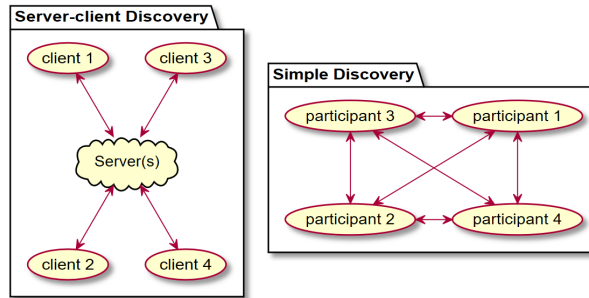 Server-client Discovery
client 1
client 3
Server(s)
client 2
client 4
Simple Discovery
participant 3
participant 1
participant 2
participant 4